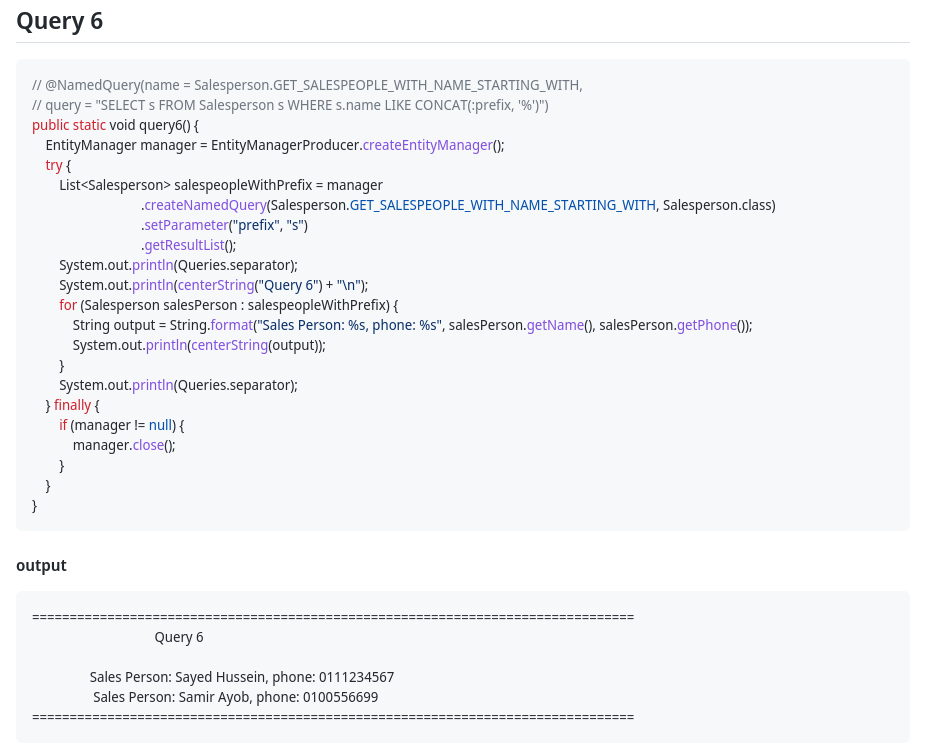 Query 6
// @NamedQuery(name = Salesperson.GET_SALESPEOPLE_WITH_NAME_STARTING_WITH,
// query = "SELECT s FROM Salesperson s WHERE s.name LIKE CONCAT(:prefix, '%')")
public static void query6() {
    EntityManager manager = EntityManagerProducer.createEntityManager();
    try {
        List<Salesperson> salespeopleWithPrefix = manager
                                .createNamedQuery(Salesperson.GET_SALESPEOPLE_WITH_NAME_STARTING_WITH, Salesperson.class)
                                .setParameter("prefix", "s")
                                .getResultList();
        System.out.println(Queries.separator);
        System.out.println(centerString("Query 6") + "\n");
        for (Salesperson salesPerson : salespeopleWithPrefix) {
            String output = String.format("Sales Person: %s, phone: %s", salesPerson.getName(), salesPerson.getPhone());
            System.out.println(centerString(output));
        }
        System.out.println(Queries.separator);
    } finally {
        if (manager != null) {
            manager.close();
        }
    }
}
output
================================================================================
Query 6
Sales Person: Sayed Hussein, phone: 0111234567
Sales Person: Samir Ayob, phone: 0100556699
================================================================================